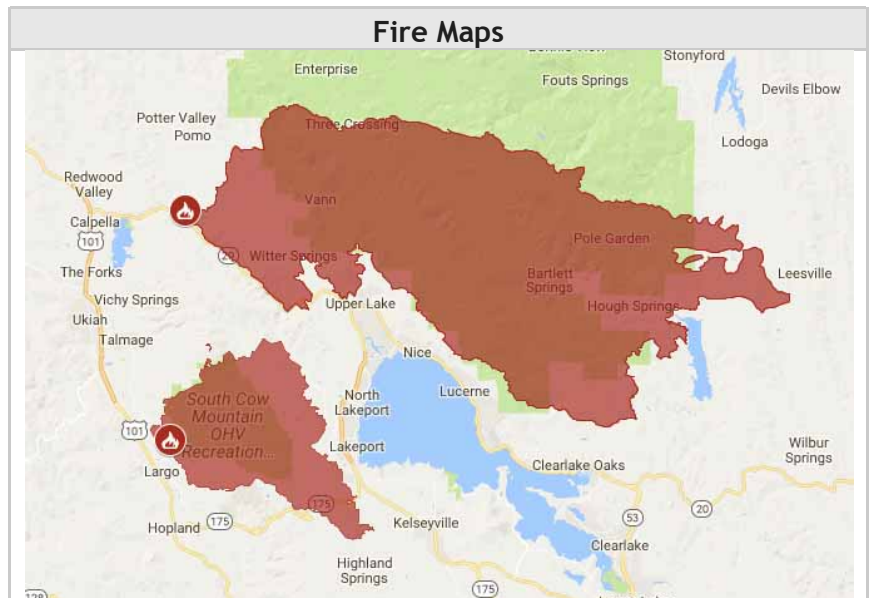 Fire Maps
Stonyford
Enterprise
Fouts Springs
Devils Elbow
Potter Valley
Pomo
Three Crossing
Lodoga
Redwood
Valley
Vann
Calpella
101
Pole Garden
29
Witter Springs
The Forks
Bartlett
Springs
Leesville
Vichy Springs
Upper Lake
Hough Springs
Ukiah
Talmage
Nice
South Cow
Mountain
OHV
Recreation...
North
Lakeport
Lucerne
101
Lakeport
Wilbur
Springs
Largo
Clearlake Oaks
175
20
Hopland
175
Kelseyville
53
Clearlake
Highland
Springs
175
128